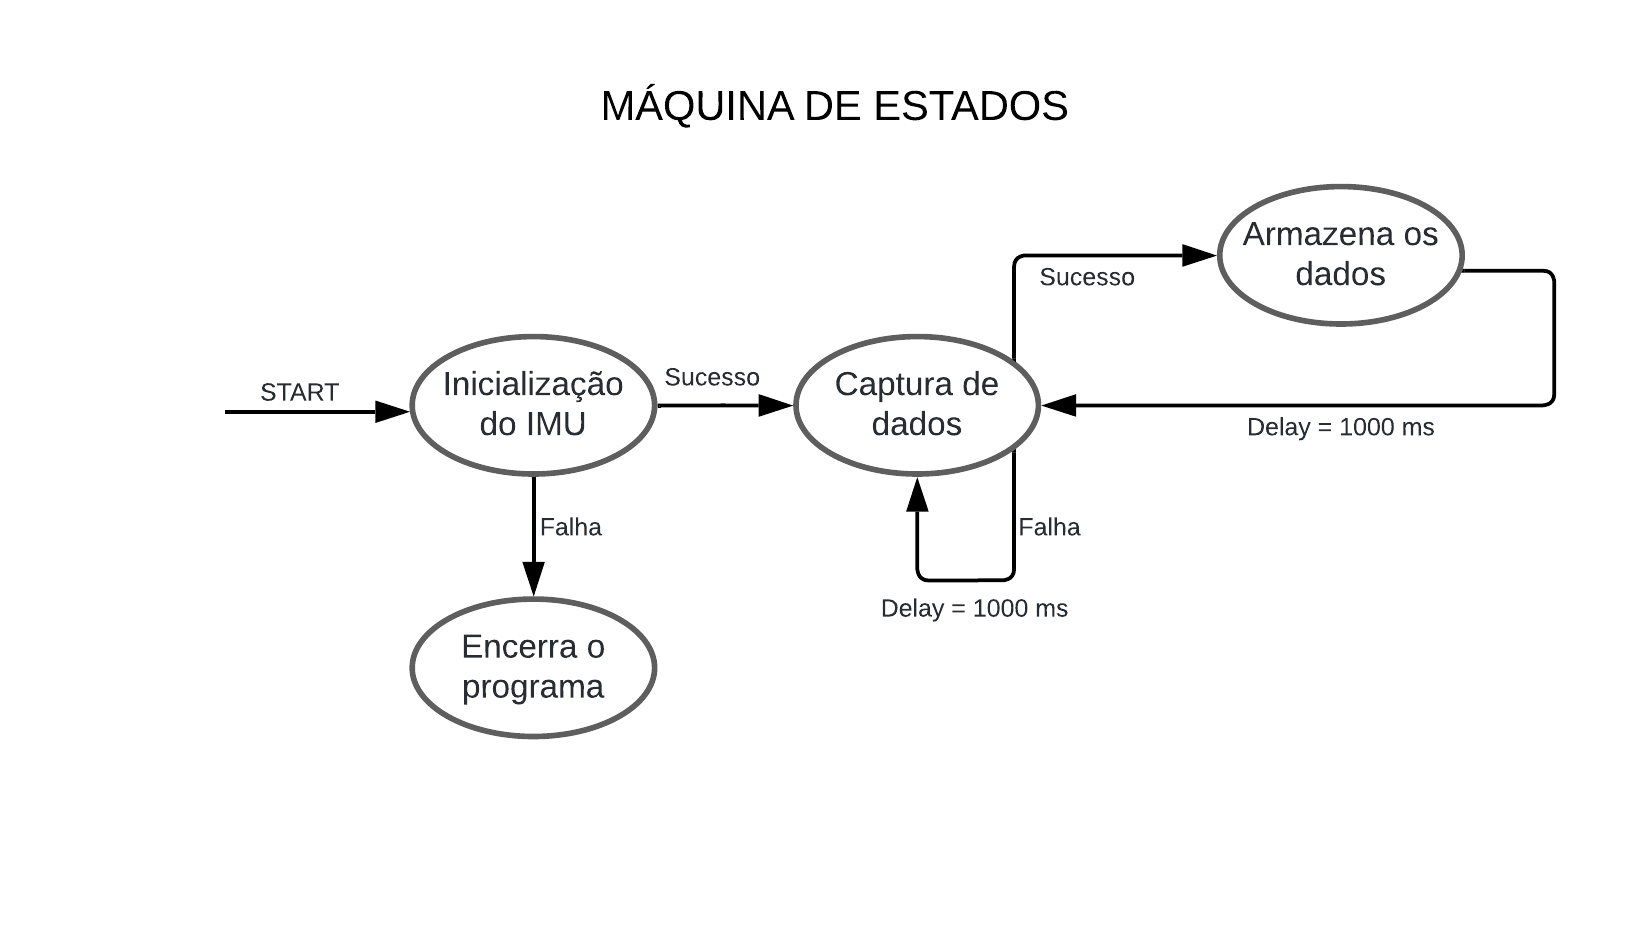 MÁQUINA DE ESTADOS
Armazena os
dados
Sucesso
START
Inicialização
do IMU
Sucesso
Captura de
dados
Delay = 1000 ms
Falha
Falha
Delay = 1000 ms
Encerra o
programa